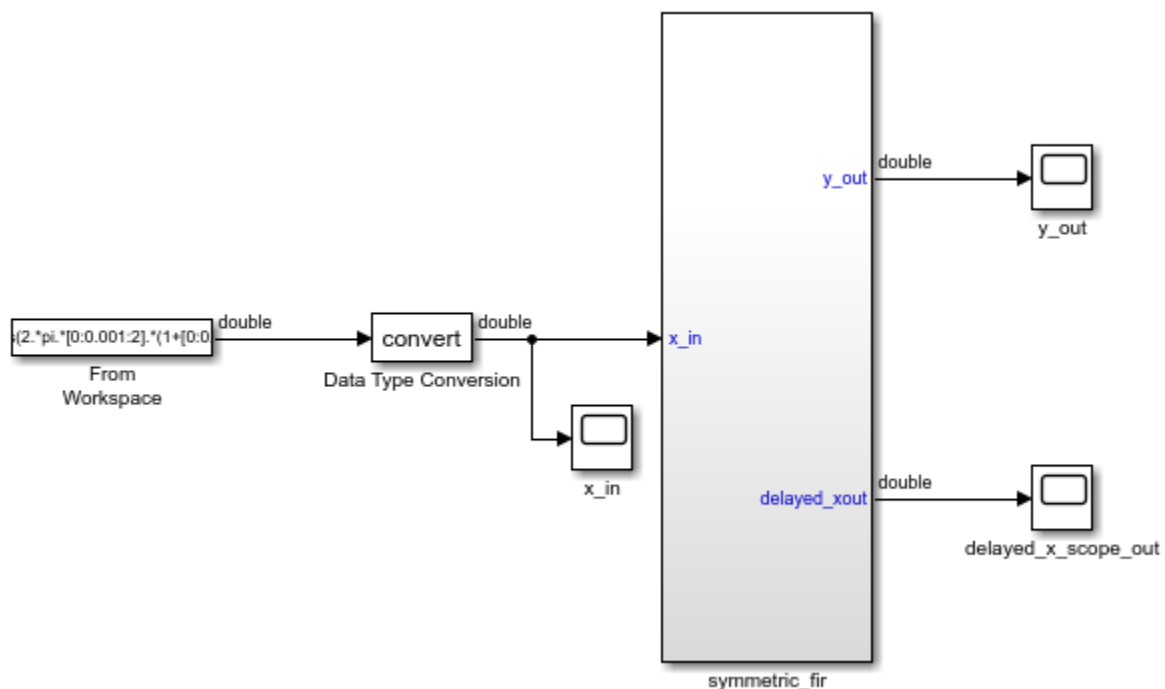 y_out
double
y_out
(2.*pi.*[0:0.001:2].*(1+[0:0.
double
convert
double
x_in
From
Workspace
Data Type Conversion
x_in
delayed_xout
double
delayed_x_scope_out
symmetric_fir